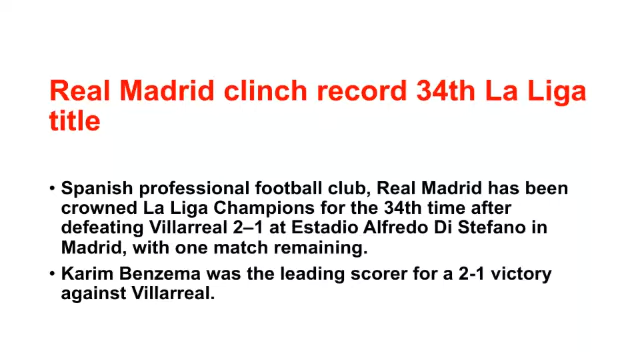 Real Madrid clinch record 34th La Liga
title
• Spanish professional football club, Real Madrid has been
crowned La Liga Champions for the 34th time after
defeating Villarreal 2–1 at Estadio Alfredo Di Stefano in
Madrid, with one match remaining.
• Karim Benzema was the leading scorer for a 2-1 victory
against Villarreal.